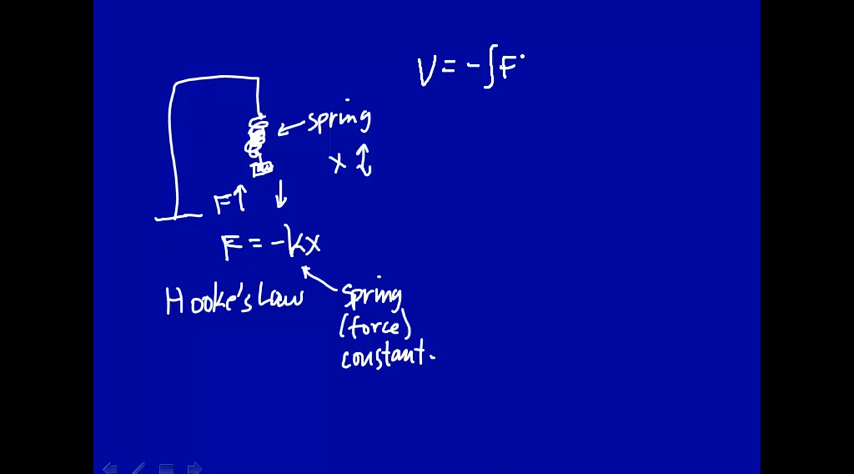 V = -∫F
spring
x
F
F = -kx
Hooke's Law
spring
(force)
constant.